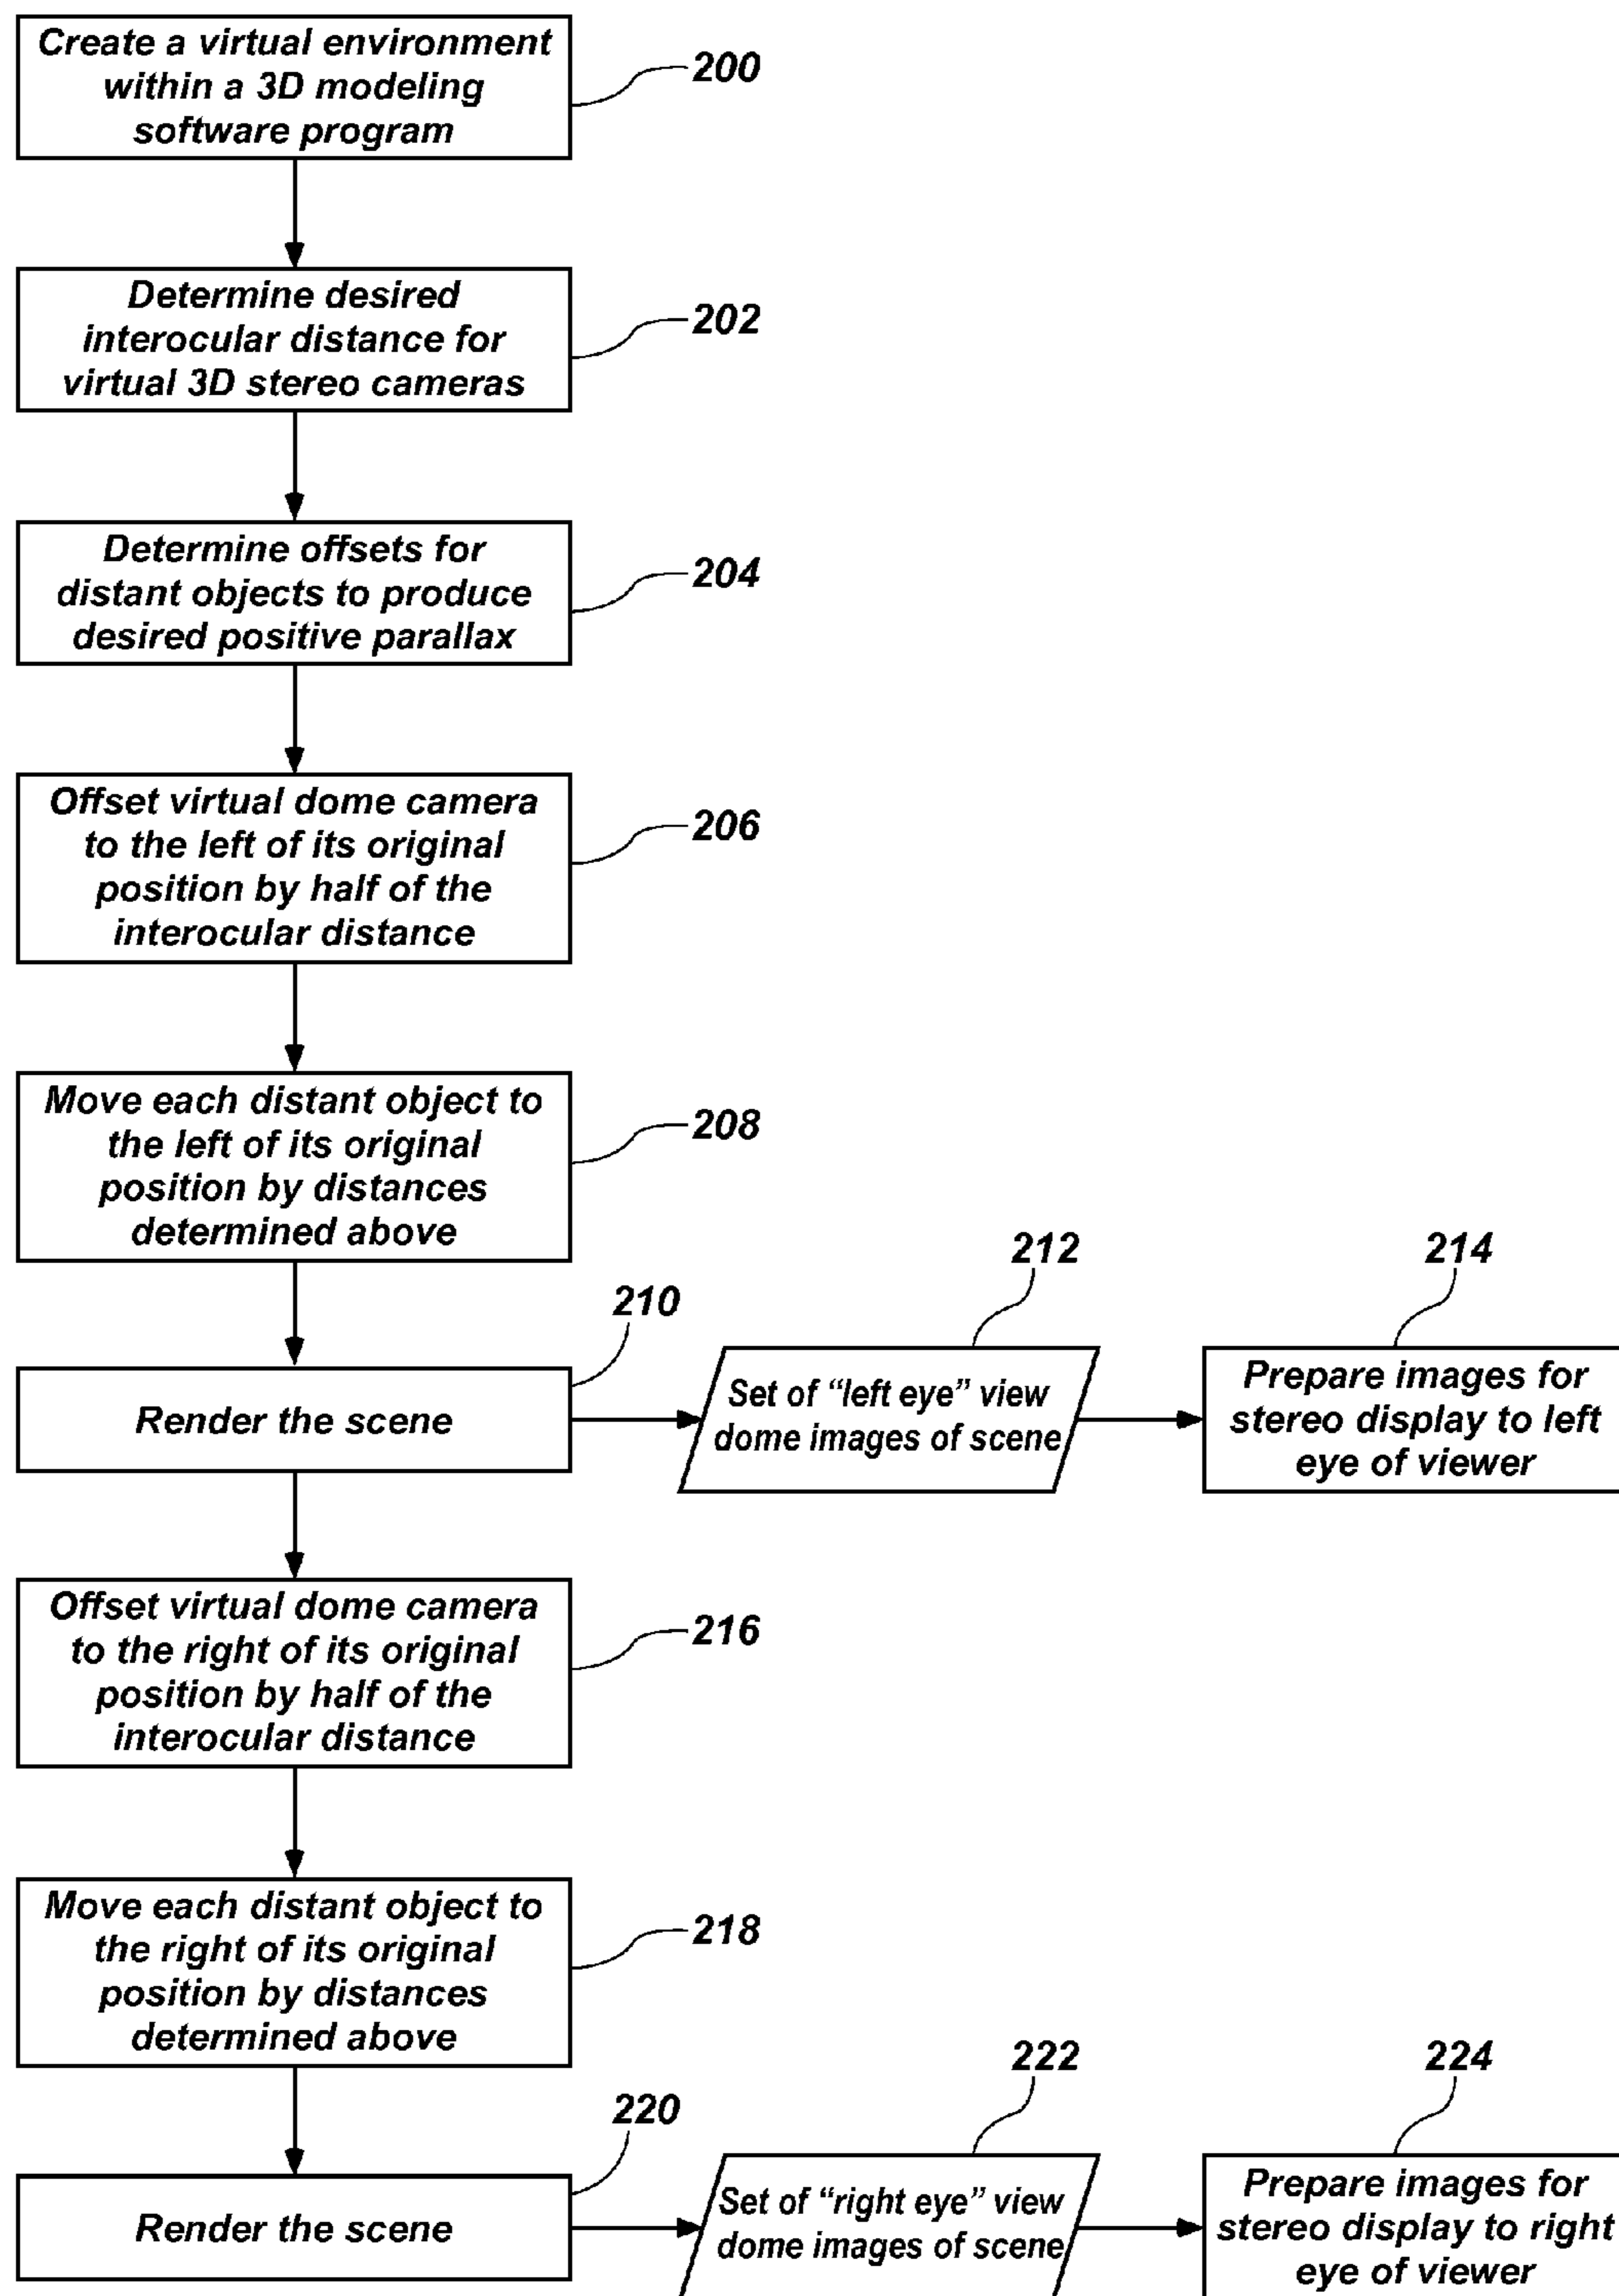 Create a virtual environment
within a 3D modeling
software program
200
Determine desired
interocular distance for
virtual 3D stereo cameras
202
Determine offsets for
distant objects to produce
desired positive parallax
204
Offset virtual dome camera
to the left of its original
position by half of the
interocular distance
206
Move each distant object to
the left of its original
position by distances
determined above
208
Render the scene
210
Set of “left eye” view
dome images of scene
212
Prepare images for
stereo display to left
eye of viewer
214
Offset virtual dome camera
to the right of its original
position by half of the
interocular distance
216
Move each distant object to
the right of its original
position by distances
determined above
218
Render the scene
220
Set of “right eye” view
dome images of scene
222
Prepare images for
stereo display to right
eye of viewer
224